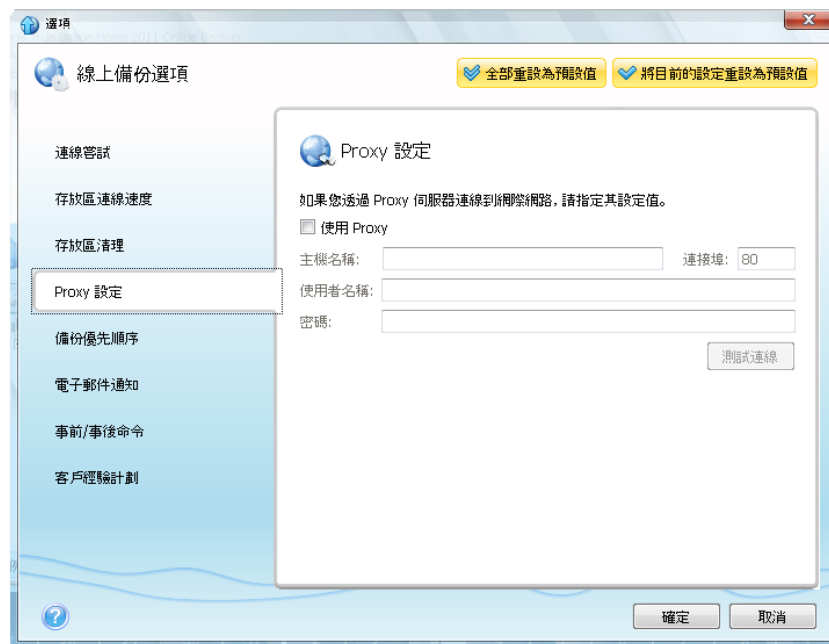 選項
線上備份選項
全部重設為預設值
將目前的設定重設為預設值
連線嘗試
存放區連線速度
存放區清理
Proxy 設定
備份優先順序
電子郵件通知
事前/事後命令
客戶經驗計劃
Proxy 設定
如果您透過 Proxy 伺服器連線到網際網路，請指定其設定值。
使用 Proxy
主機名稱: 連接埠: 80
使用者名稱:
密碼:
測試連線
確定 取消